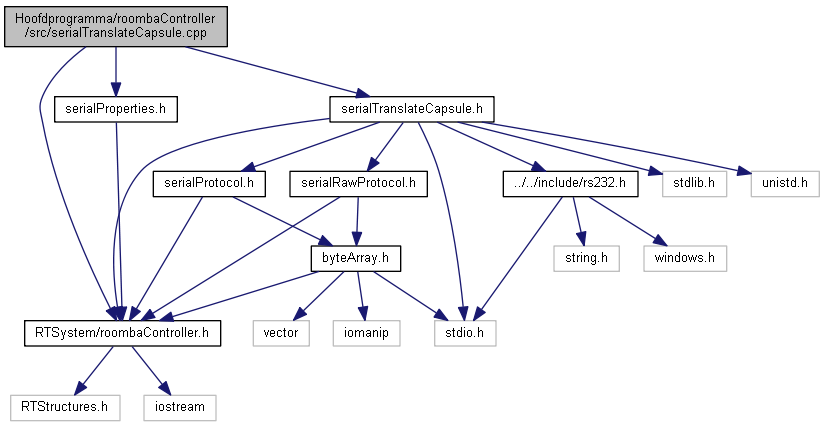 Hoofdprogramma/roombaController
/src/serialTranslateCapsule.cpp
serialProperties.h
serialTranslateCapsule.h
serialProtocol.h
serialRawProtocol.h
../../include/rs232.h
stdlib.h
unistd.h
byteArray.h
string.h
windows.h
RTSystem/roombaController.h
vector
iomanip
stdio.h
RTStructures.h
iostream